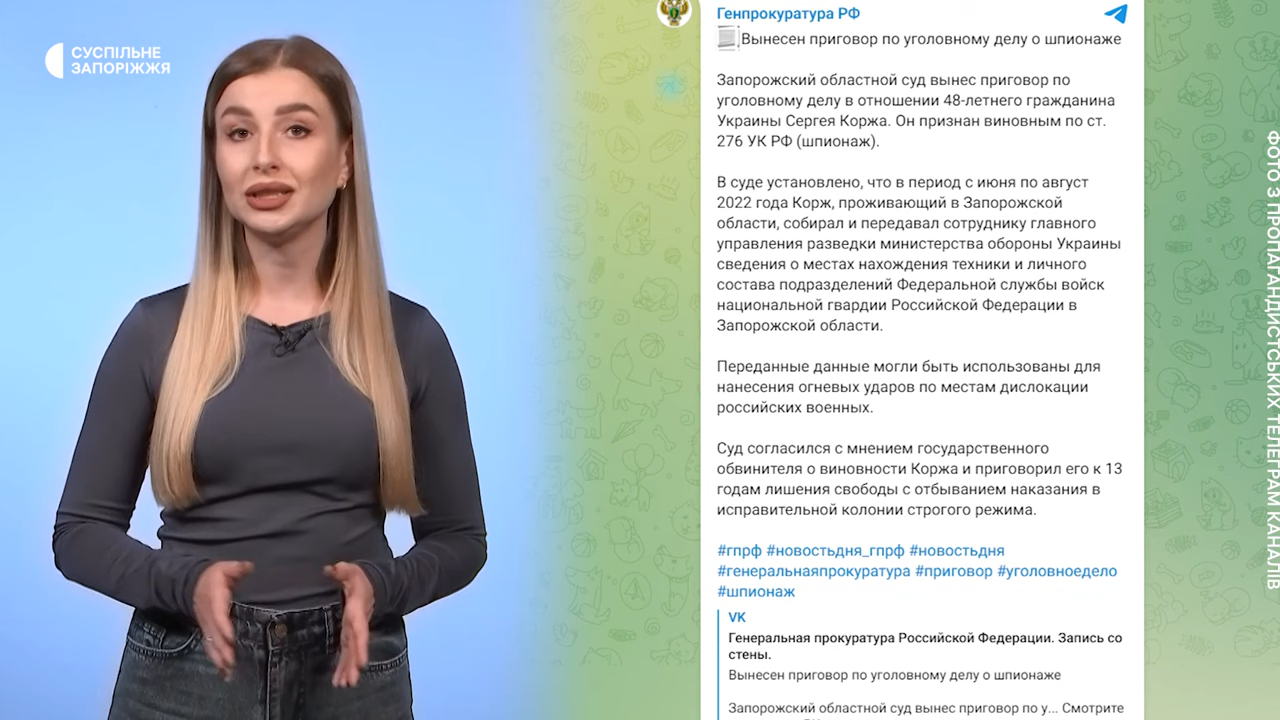 СУСПІЛЬНЕ
ЗАПОРІЖЖЯ
Генпрокуратура РФ
Вынесен приговор по уголовному делу о шпионаже
Запорожский областной суд вынес приговор по
уголовному делу в отношении 48-летнего гражданина
Украины Сергея Коржа. Он признан виновным по ст.
276 УК РФ (шпионаж).
В суде установлено, что в период с июня по август
2022 года Корж, проживающий в Запорожской
области, собирал и передавал сотруднику главного
управления разведки министерства обороны Украины
сведения о местах нахождения техники и личного
состава подразделений Федеральной службы войск
национальной гвардии Российской Федерации в
Запорожской области.
Переданные данные могли быть использованы для
нанесения огневых ударов по местам дислокации
российских военных.
Суд согласился с мнением государственного
обвинителя о виновности Коржа и приговорил его к 13
годам лишения свободы с отбыванием наказания в
исправительной колонии строгого режима.
#гпрф #новостьдня_гпрф #новостьдня
#генеральнаяпрокуратура #приговор #уголовноедело
#шпионаж
VK
Генеральная прокуратура Российской Федерации. Запись со
стены.
Вынесен приговор по уголовному делу о шпионаже
Запорожский областной суд вынес приговор по у... Смотрите
ФОТО З ПРОПАГАНДИСТСЬКИХ ТЕЛЕГРАМ КАНАЛІВ